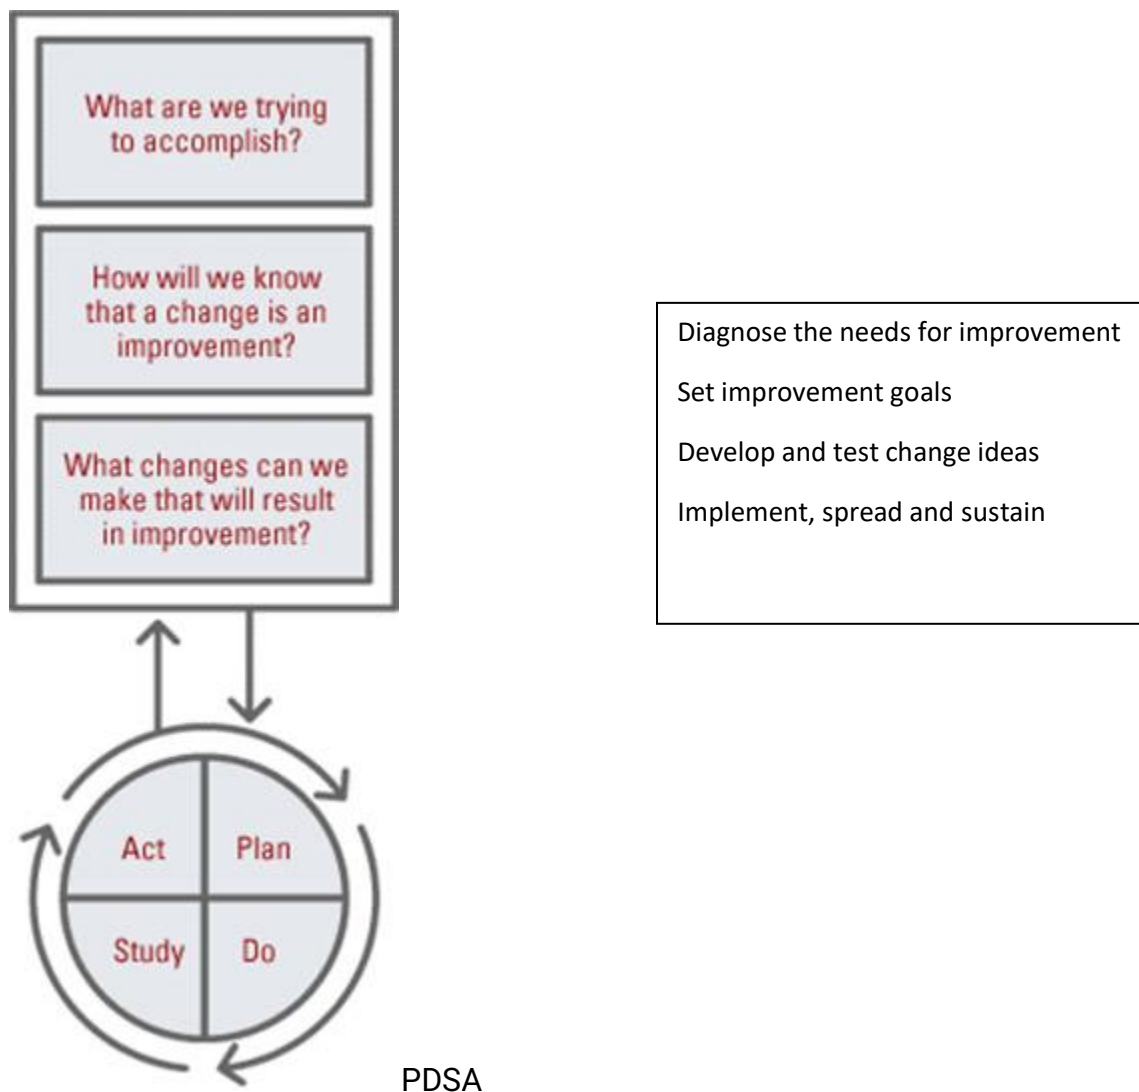 What are we trying
to accomplish?
How will we know
that a change is an
improvement?
What changes can we
make that will result
in improvement?
Diagnose the needs for improvement
Set improvement goals
Develop and test change ideas
Implement, spread and sustain
Act
Plan
Study
Do
PDSA